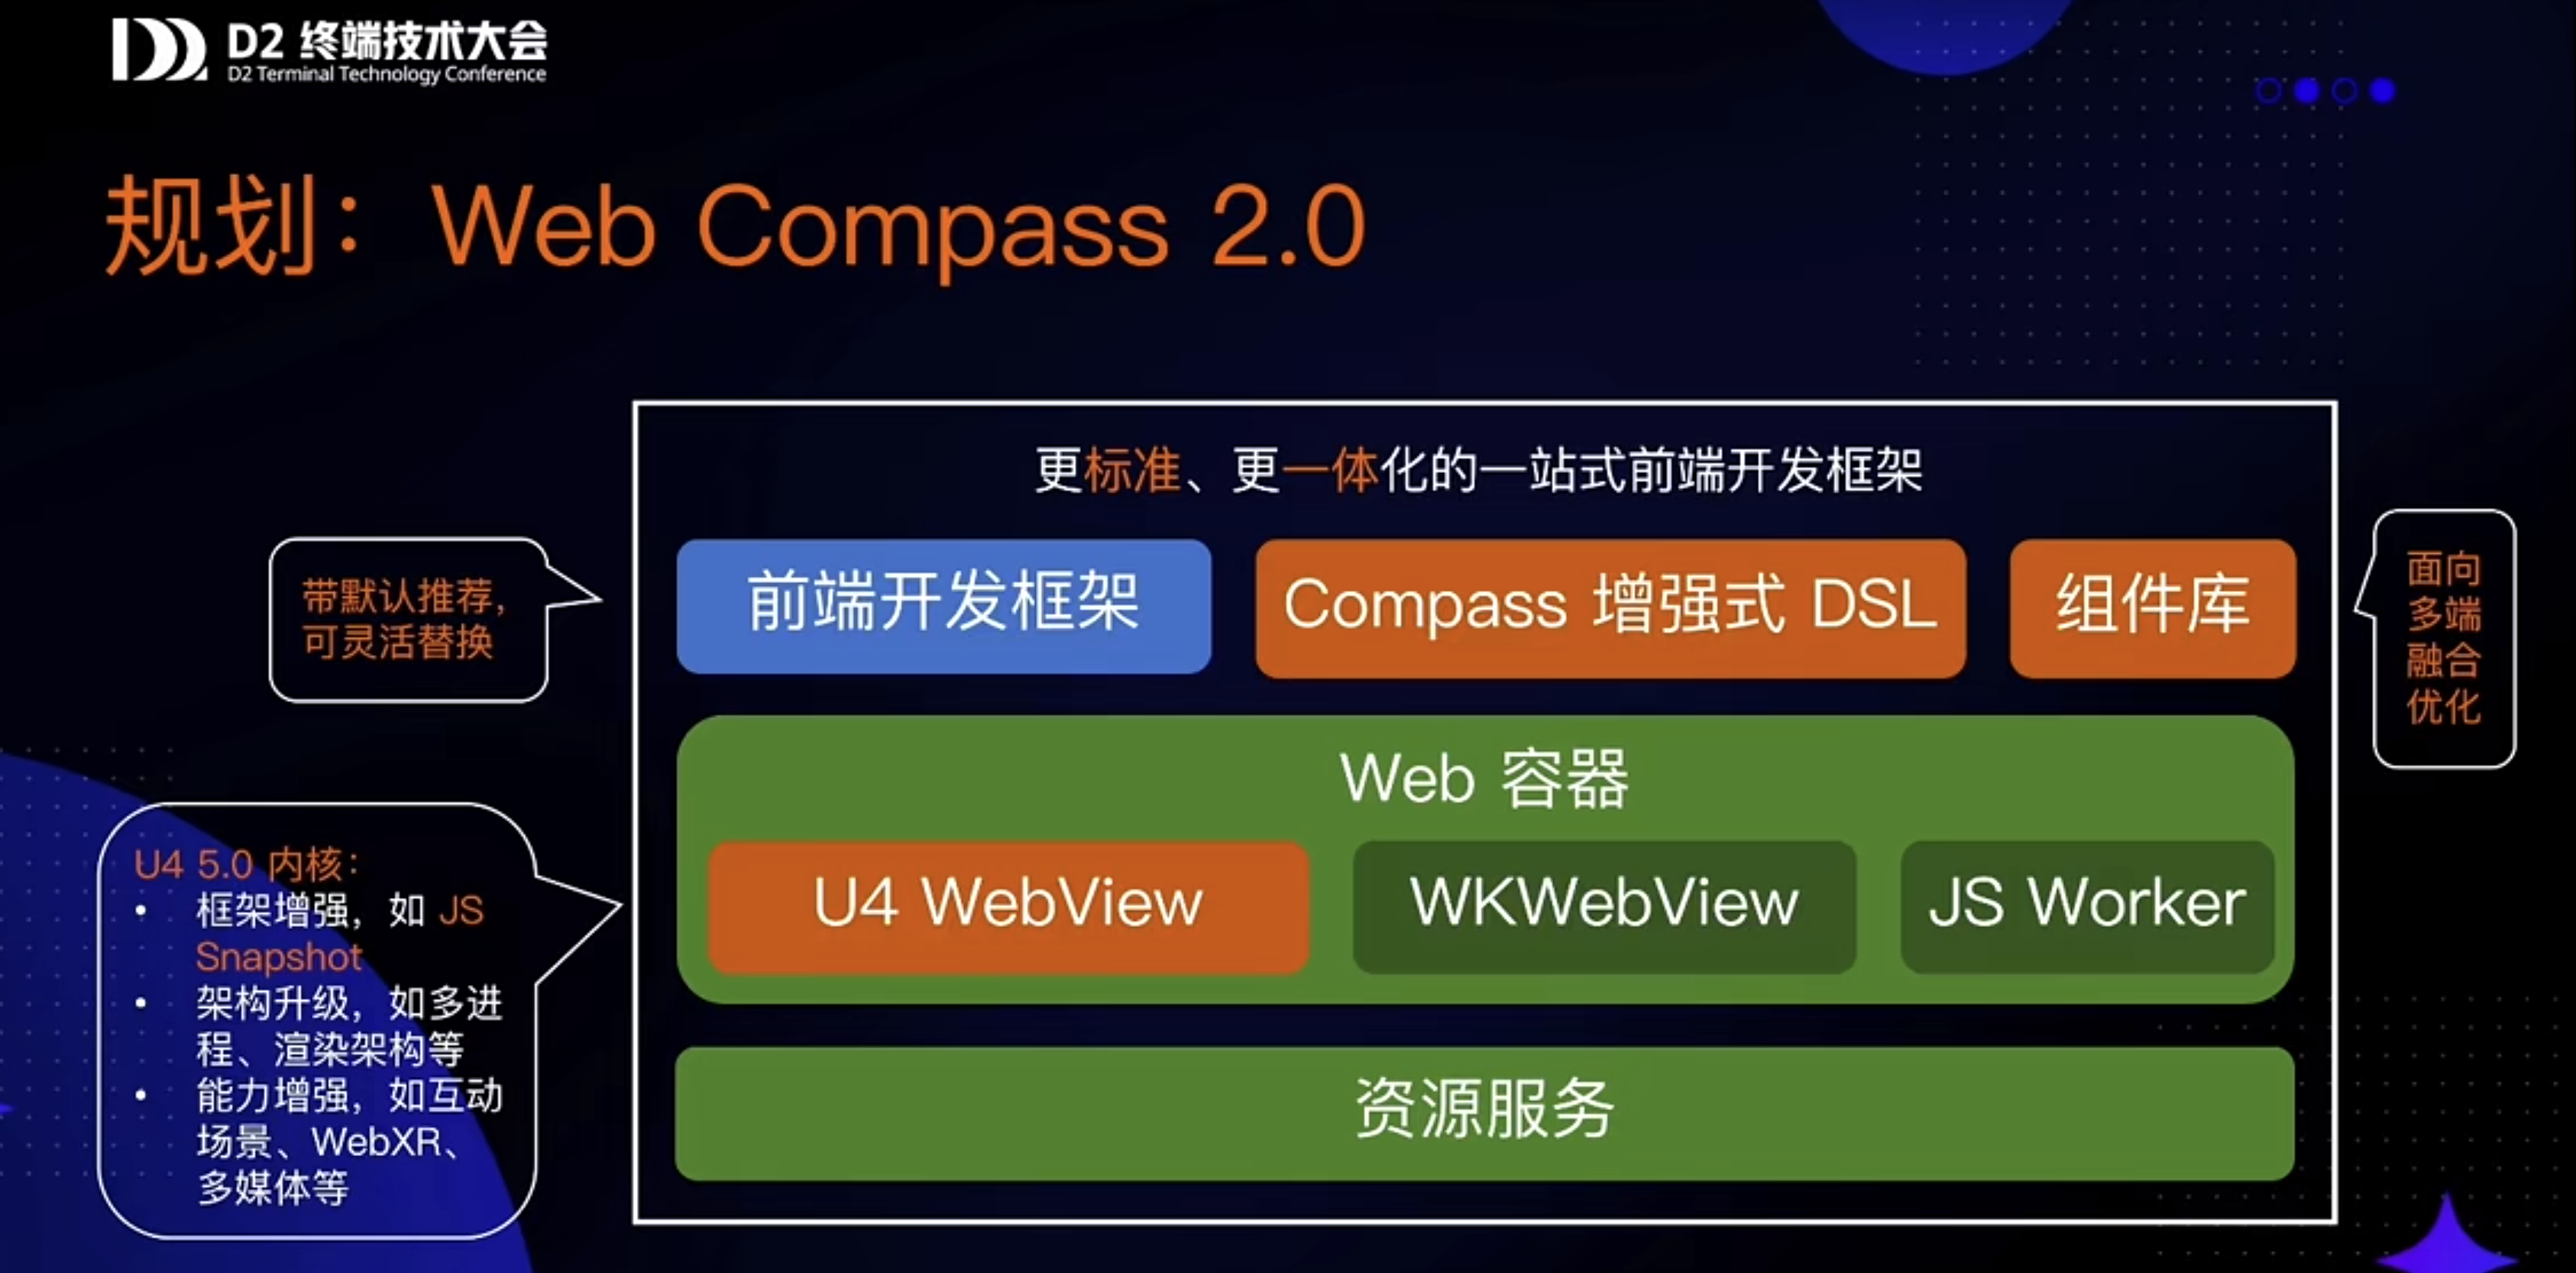 D2 终端技术大会
D2 Terminal Technology Conference
规划：Web Compass 2.0
更标准、更一体化的一站式前端开发框架
带默认推荐，
可灵活替换
前端开发框架
Compass 增强式 DSL
组件库
面向
多端
融合
优化
Web 容器
U4 WebView
WKWebView
JS Worker
U4 5.0 内核：
• 框架增强，如 JS
Snapshot
• 架构升级，如多进
程、渲染架构等
• 能力增强，如互动
场景、WebXR、
多媒体等
资源服务